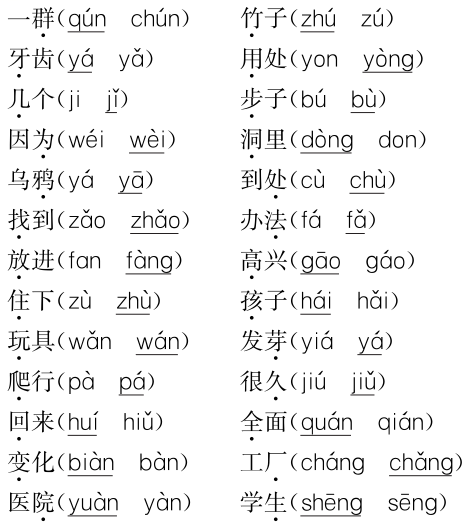 一群(qún chún) 竹子(zhú zú)
牙齿(yá yǎ) 用处(yon yòng)
几个(ji jǐ) 步子(bú bù)
因为(wéi wèi) 洞里(dòng don)
乌鸦(yá yā) 到处(cù chù)
找到(zǎo zhǎo) 办法(fá fǎ)
放进(fan fàng) 高兴(gāo gáo)
住下(zù zhù) 孩子(hái hǎi)
玩具(wǎn wán) 发芽(yiá yá)
爬行(pà pá) 很久(jiú jiǔ)
回来(huí hiǔ) 全面(quán qián)
变化(biàn bàn) 工厂(cháng chǎng)
医院(yuàn yàn) 学生(shēng sēng)